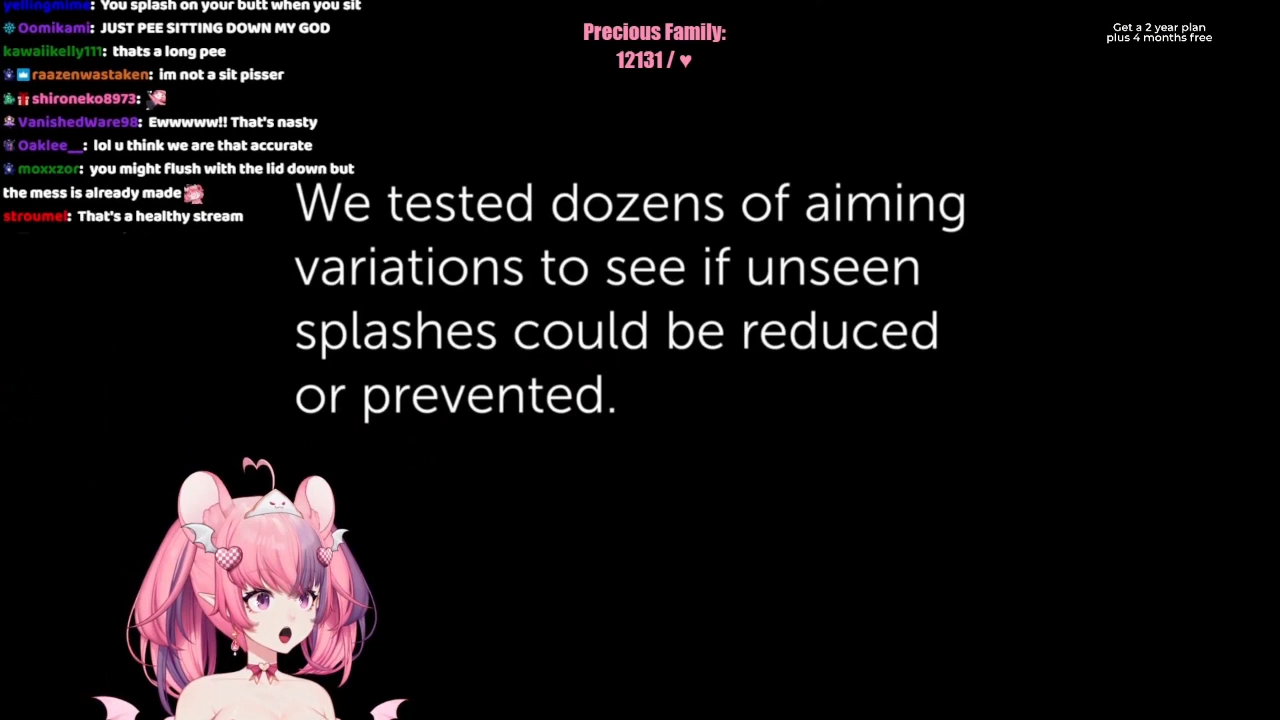 yellingmime: You splash on your butt when you sit
Oomikami: JUST PEE SITTING DOWN MY GOD
kawaiikelly111: thats a long pee
raazenwastaken: im not a sit pisser
shironeko8973:
VanishedWare98: Ewwwww!! That's nasty
Oaklee__: lol u think we are that accurate
moxxzor: you might flush with the lid down but
the mess is already made
stroumel: That's a healthy stream
Precious Family:
12131 / ♥
Get a 2 year plan
plus 4 months free
We tested dozens of aiming
variations to see if unseen
splashes could be reduced
or prevented.